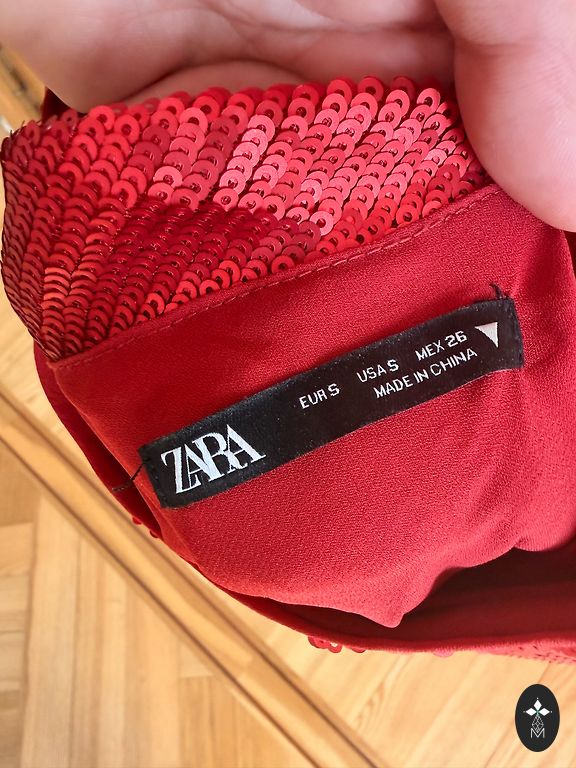 ZARA
EUR S USA S MEX 26
MADE IN CHINA
M